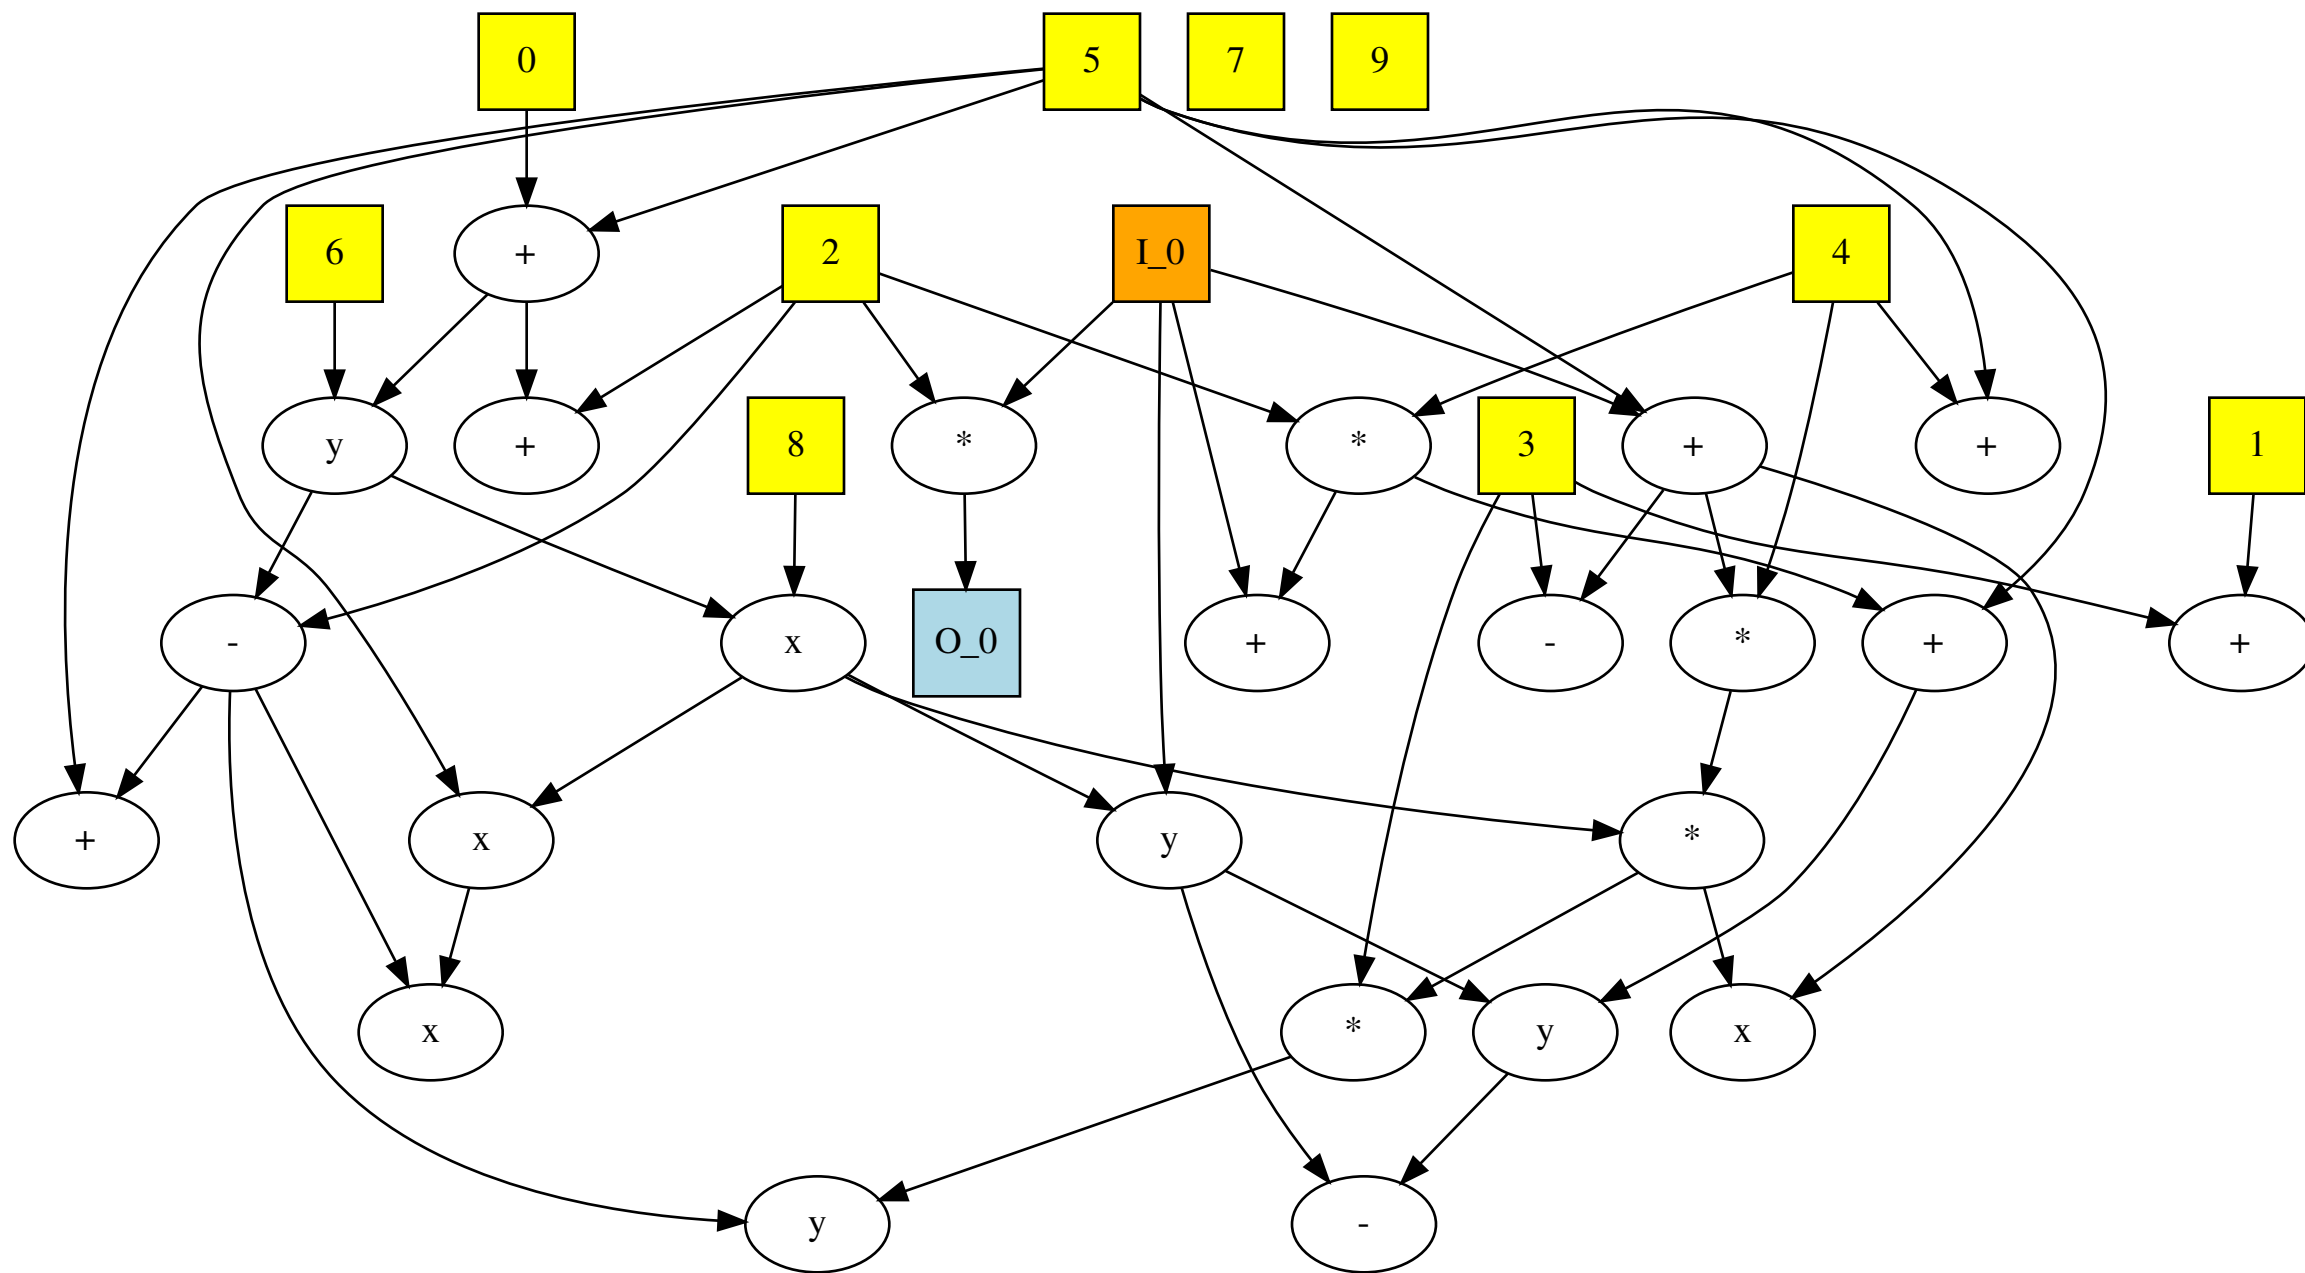 0 5 7 9
6 + 2 I_0 4
y + 8 * * 3 + + 1
- x O_0 + - * + +
+ x y *
x * y x
y -